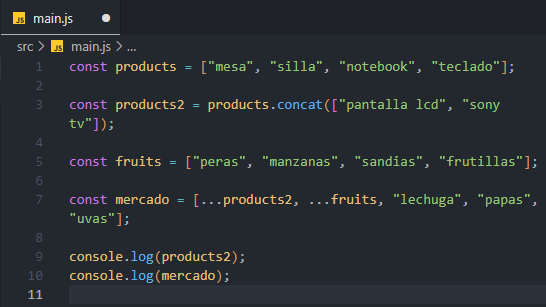 JS main.js ●
src > JS main.js > ...
1 const products = ["mesa", "silla", "notebook", "teclado"];
2
3 const products2 = products.concat(["pantalla lcd", "sony
tv"]);
4
5 const fruits = ["peras", "manzanas", "sandias", "frutillas"];
6
7 const mercado = [...products2, ...fruits, "lechuga", "papas",
"uvas"];
8
9 console.log(products2);
10 console.log(mercado);
11